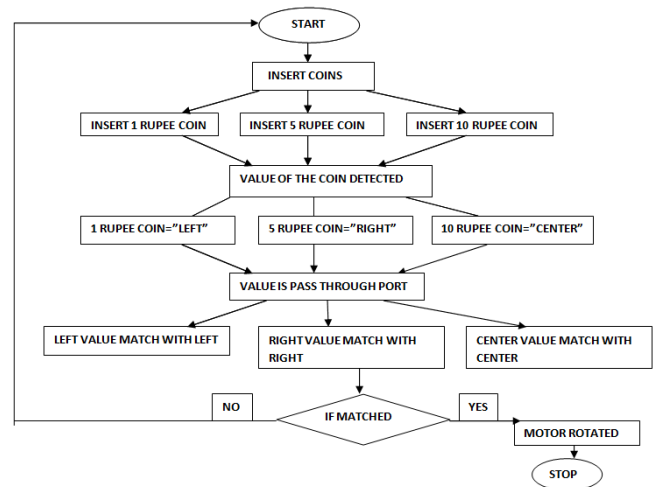 START
INSERT COINS
INSERT 1 RUPEE COIN
INSERT 5 RUPEE COIN
INSERT 10 RUPEE COIN
VALUE OF THE COIN DETECTED
1 RUPEE COIN=”LEFT”
5 RUPEE COIN=”RIGHT”
10 RUPEE COIN=”CENTER”
VALUE IS PASS THROUGH PORT
LEFT VALUE MATCH WITH LEFT
RIGHT VALUE MATCH WITH
RIGHT
CENTER VALUE MATCH WITH
CENTER
NO
IF MATCHED
YES
MOTOR ROTATED
STOP